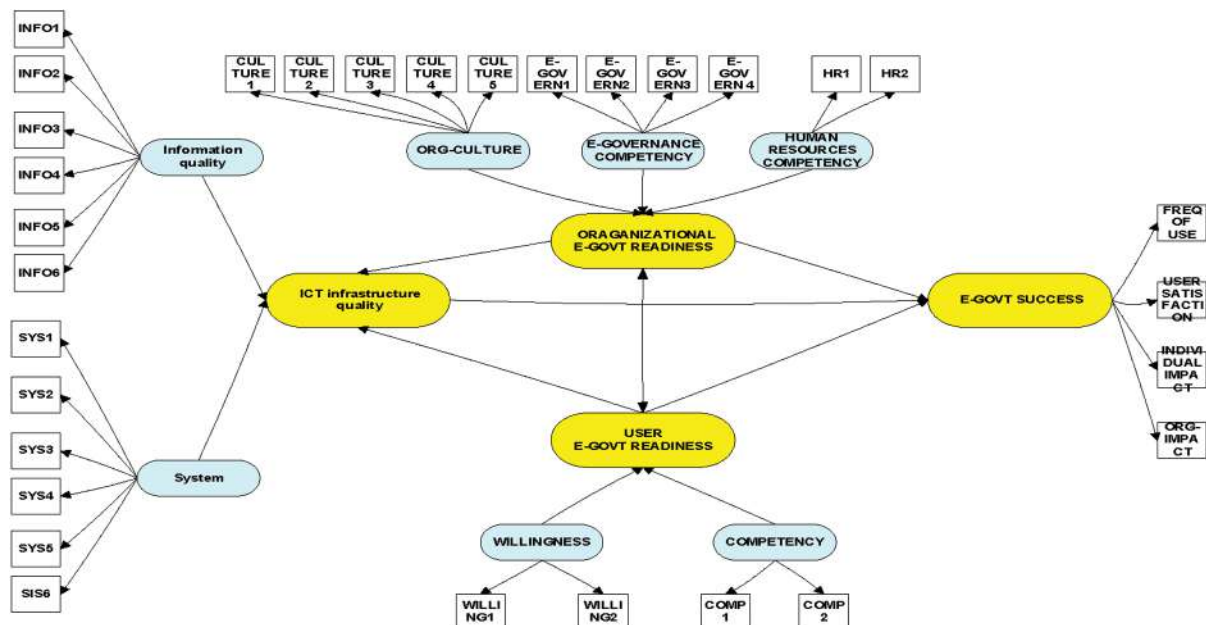 INFO1
INFO2
INFO3
INFO4
INFO5
INFO6
Information
quality
CUL
TURE
1
CUL
TURE
2
CUL
TURE
3
CUL
TURE
4
CUL
TURE
5
E-
GOV
ERN1
E-
GOV
ERN2
E-
GOV
ERN3
E-
GOV
ERN 4
HR1
HR2
ORG-CULTURE
E-GOVERNANCE
COMPETENCY
HUMAN
RESOURCES
COMPETENCY
ORAGANIZATIONAL
E-GOVT READINESS
ICT infrastructure
quality
E-GOVT SUCCESS
FREQ
OF
USE
USER
SATIS
FACTI
ON
INDIVI
DUAL
IMPA
CT
ORG-
IMPA
CT
SYS1
SYS2
SYS3
SYS4
SYS5
SIS6
System
USER
E-GOVT READINESS
WILLINGNESS
COMPETENCY
WILLI
NG1
WILLI
NG2
COMP
1
COMP
2